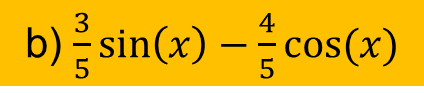 b) 3/5 sin(x) − 4/5 cos(x)